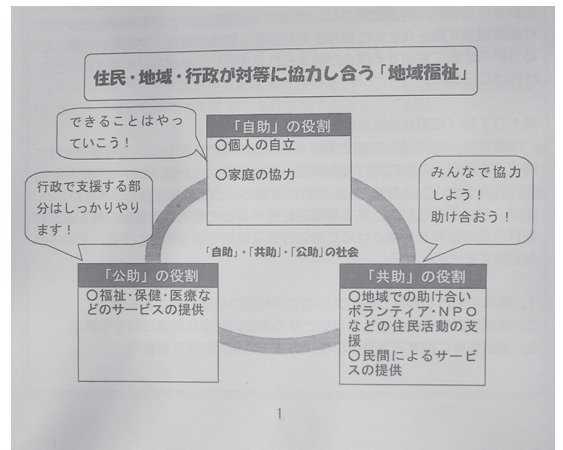 住民・地域・行政が対等に協力し合う「地域福祉」
できることはやっ
ていこう！
「自助」の役割
○個人の自立
○家庭の協力
行政で支援する部
分はしっかりやり
ます！
みんなで協力
しよう！
助け合おう！
「自助」・「共助」・「公助」の社会
「公助」の役割
○福祉・保健・医療な
どのサービスの提供
「共助」の役割
○地域での助け合い
ボランティア・ＮＰＯ
などの住民活動の支
援
○民間によるサービ
スの提供
1